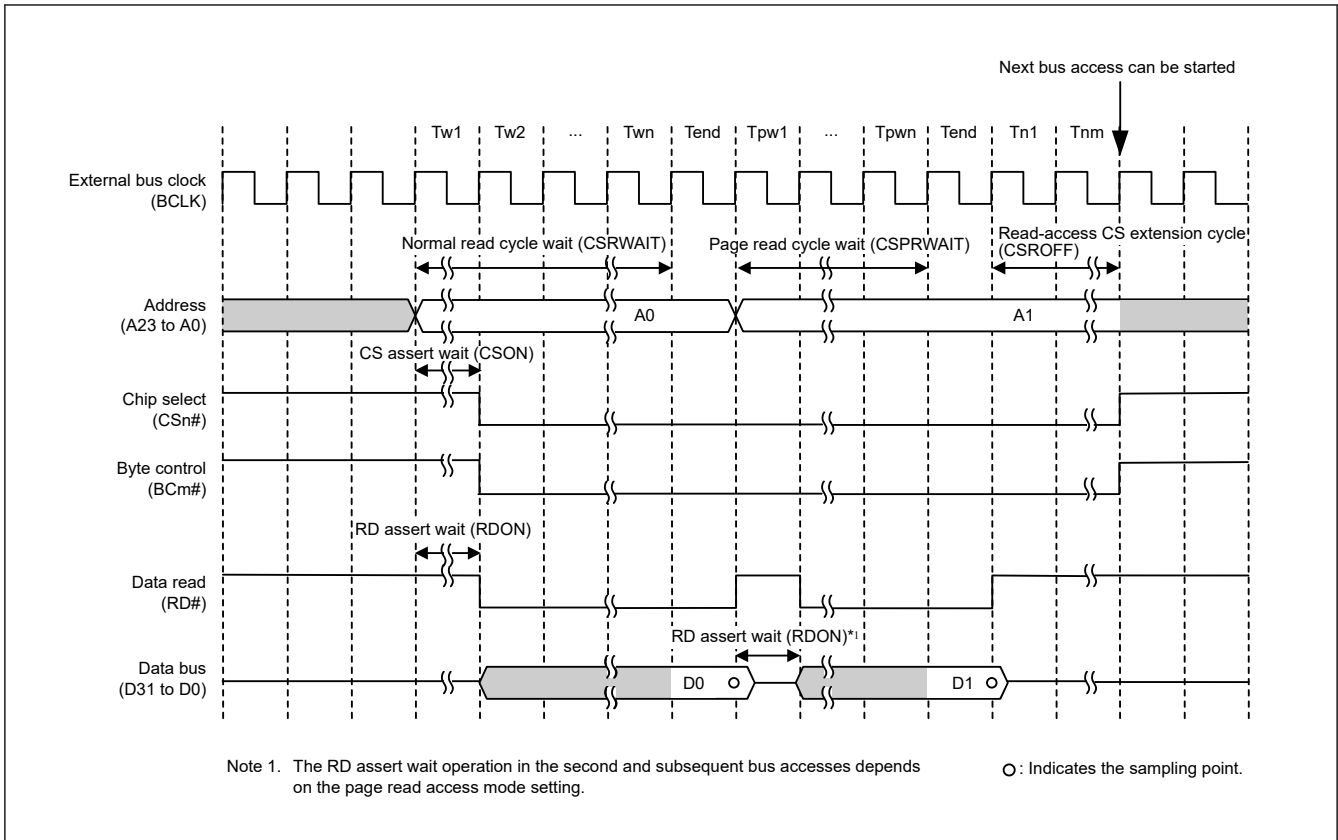 Next bus access can be started
Tw1 Tw2 ... Twn Tend Tpw1 ... Tpwn Tend Tn1 Tnm
External bus clock
(BCLK)
Normal read cycle wait (CSRWAIT)
Page read cycle wait (CSPRWAIT)
Read-access CS extension cycle
(CSROFF)
Address
(A23 to A0)
A0
A1
CS assert wait (CSON)
Chip select
(CSn#)
Byte control
(BCm#)
RD assert wait (RDON)
Data read
(RD#)
RD assert wait (RDON)*1
Data bus
(D31 to D0)
D0
D1
Note 1. The RD assert wait operation in the second and subsequent bus accesses depends
on the page read access mode setting.
: Indicates the sampling point.